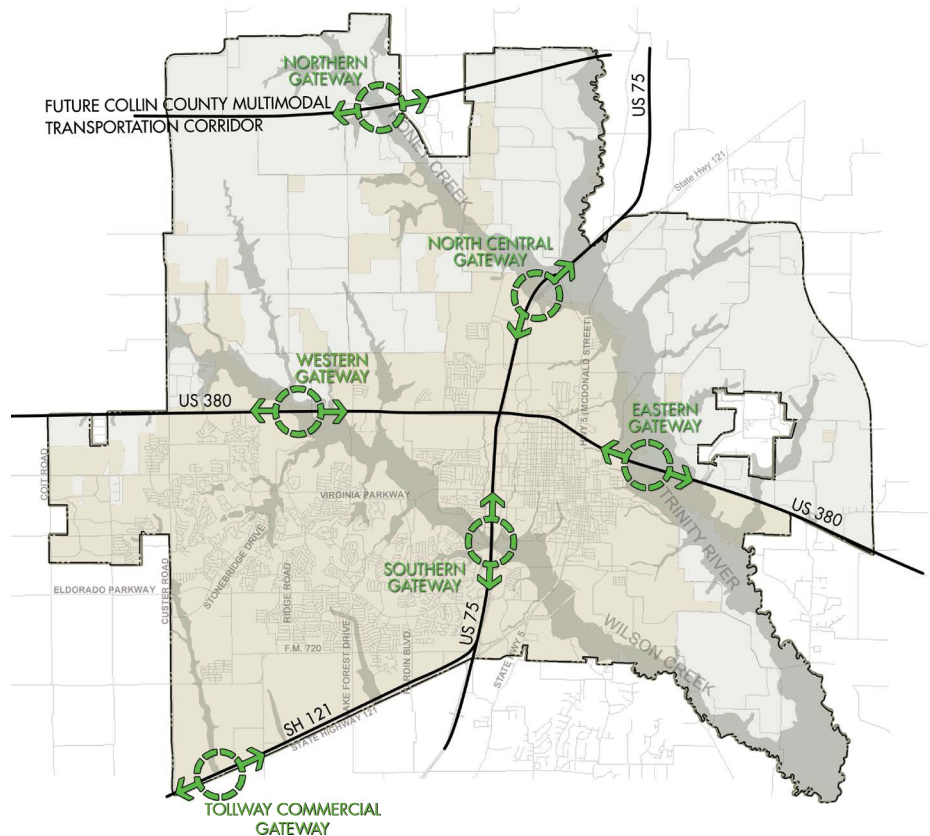 NORTHERN
GATEWAY
FUTURE COLLIN COUNTY MULTIMODAL
TRANSPORTATION CORRIDOR
US 75
HONEY CREEK
State Hwy 121
NORTH CENTRAL
GATEWAY
HWY 5 (MCDONALD STREET)
WESTERN
GATEWAY
US 380
EASTERN
GATEWAY
COIT ROAD
VIRGINIA PARKWAY
TRINITY RIVER
US 380
STONEBRIDGE DRIVE
SOUTHERN
GATEWAY
ELDORADO PARKWAY
CUSTER ROAD
RIDGE ROAD
US 75
WILSON CREEK
F.M. 720
LAKE FOREST DRIVE
HARDIN BLVD.
STATE HWY 5
SH 121
STATE HIGHWAY 121
TOLLWAY COMMERCIAL
GATEWAY